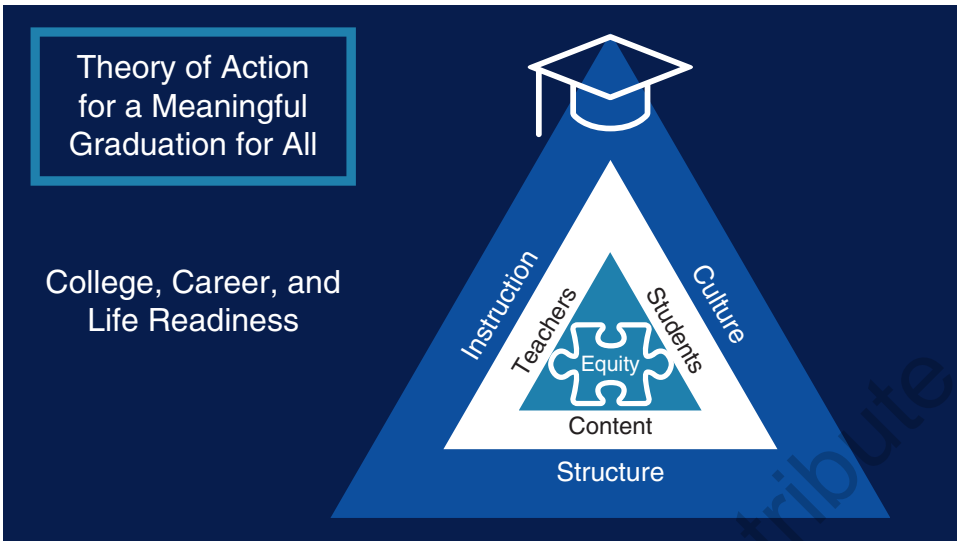 Theory of Action
for a Meaningful
Graduation for All
College, Career, and
Life Readiness
Instruction
Culture
Teachers
Students
Equity
Content
Structure